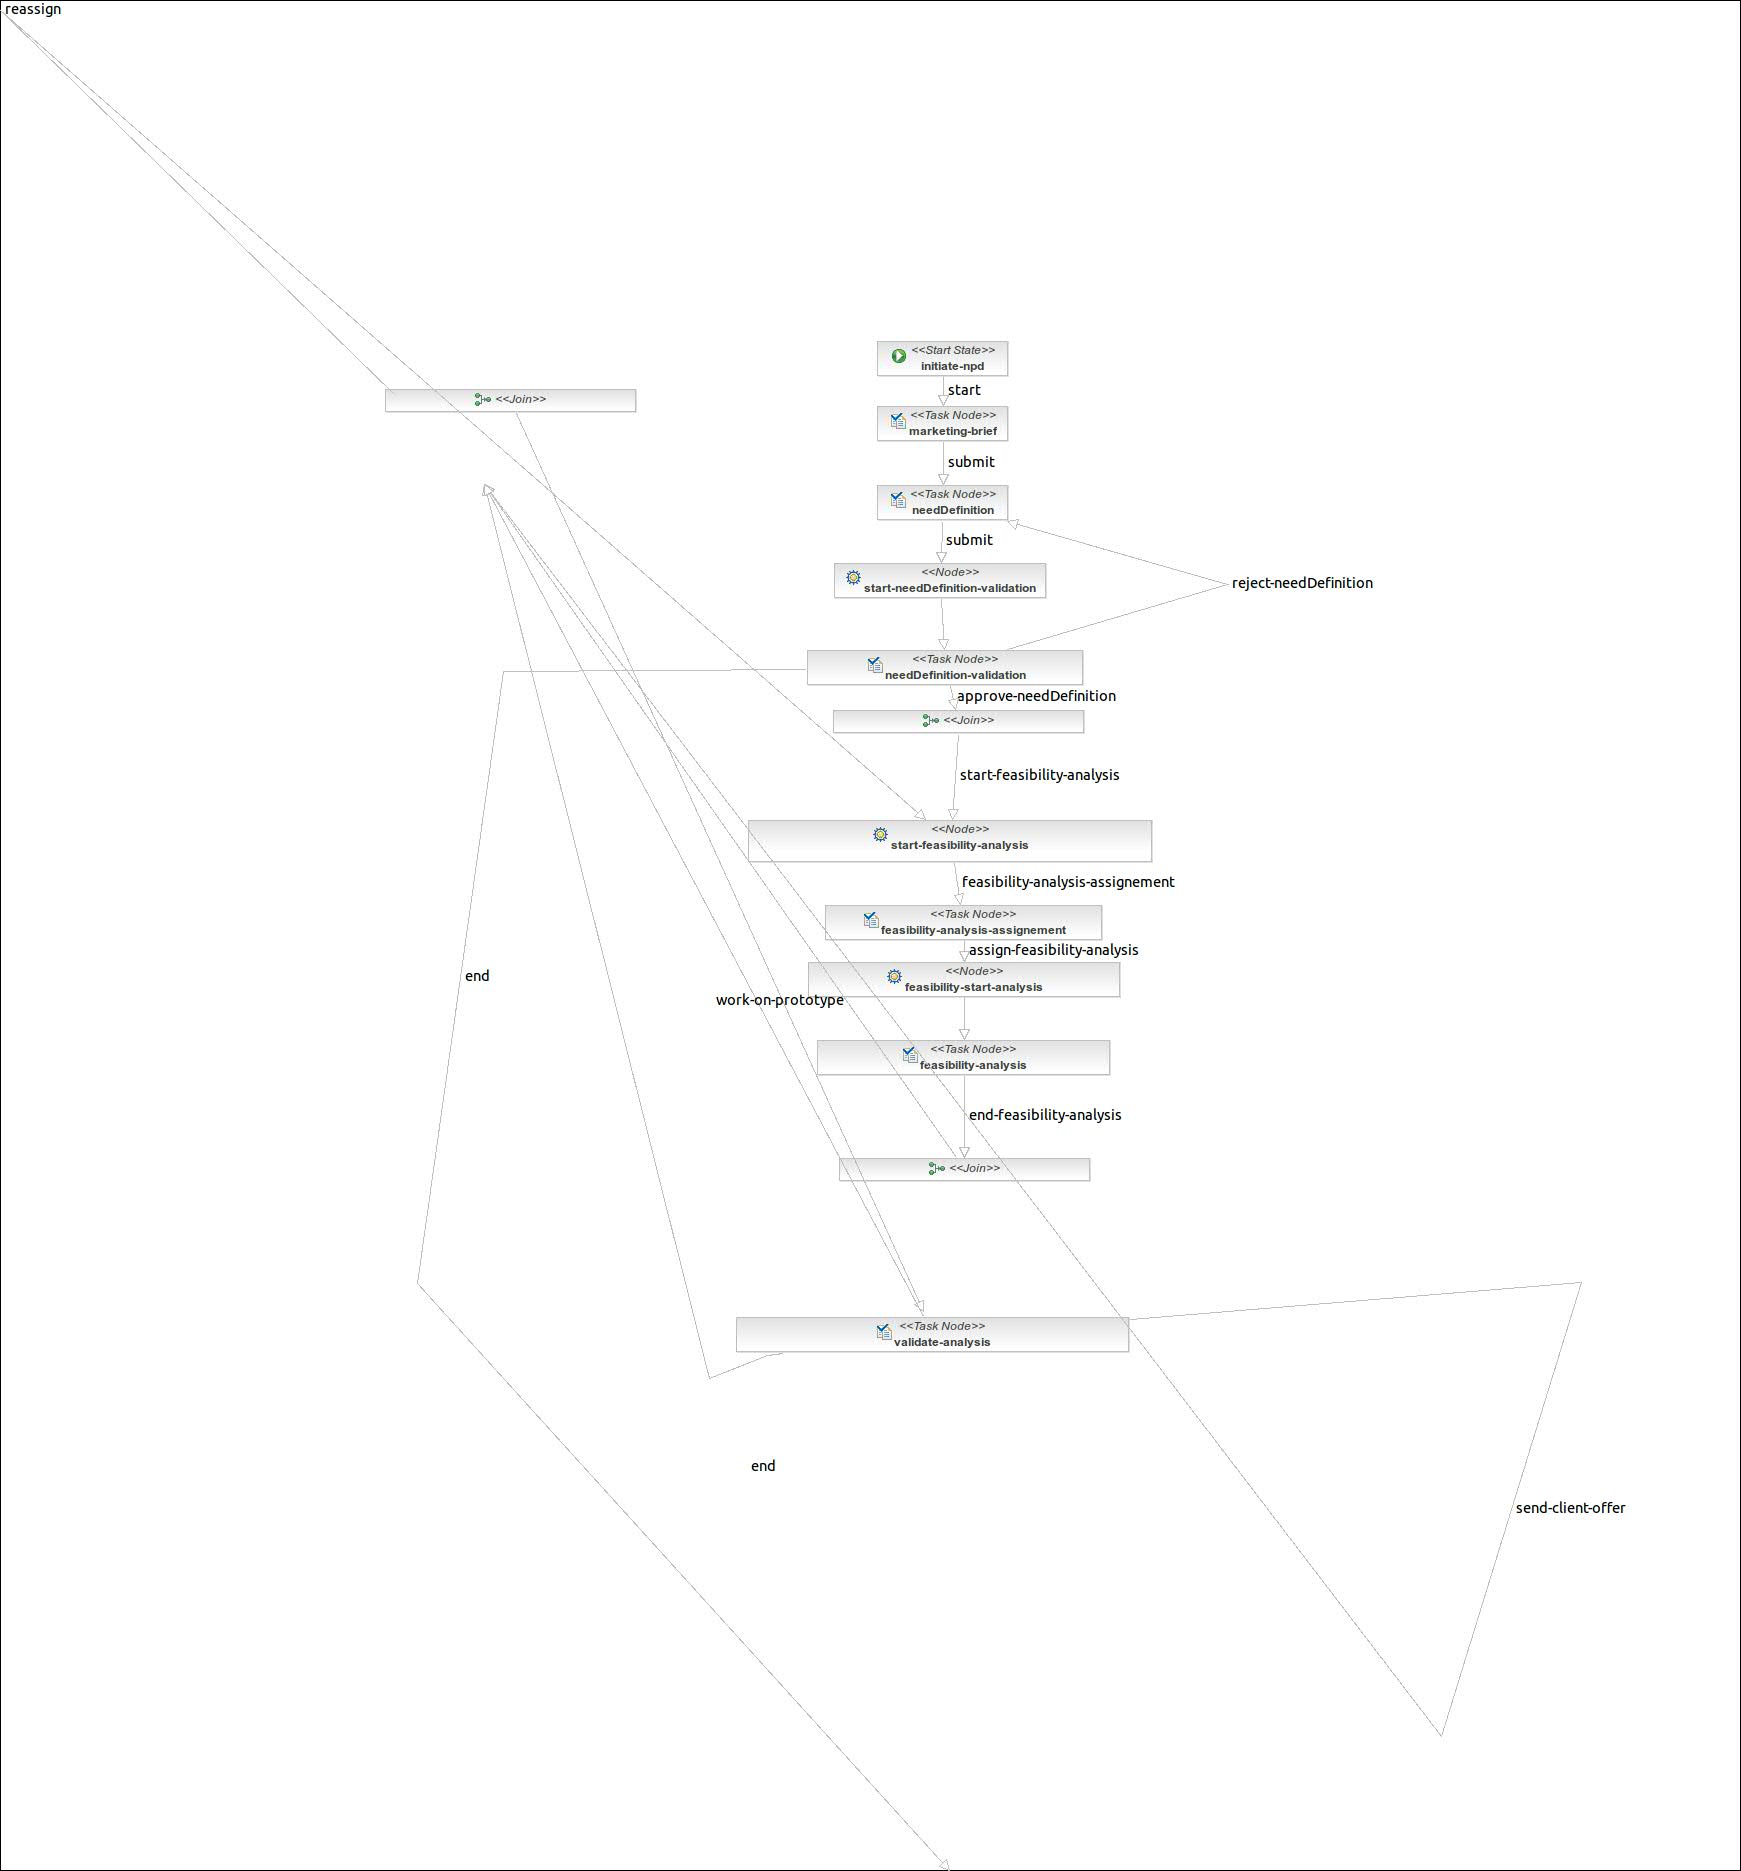 reassign
<<Start State>>
initiate-npd
start
<<Join>>
<<Task Node>>
marketing-brief
submit
<<Task Node>>
needDefinition
submit
<<Node>>
start-needDefinition-validation
reject-needDefinition
<<Task Node>>
needDefinition-validation
approve-needDefinition
<<Join>>
start-feasibility-analysis
<<Node>>
start-feasibility-analysis
feasibility-analysis-assignement
<<Task Node>>
feasibility-analysis-assignement
assign-feasibility-analysis
<<Node>>
feasibility-start-analysis
end
work-on-prototype
<<Task Node>>
feasibility-analysis
end-feasibility-analysis
<<Join>>
<<Task Node>>
validate-analysis
end
send-client-offer